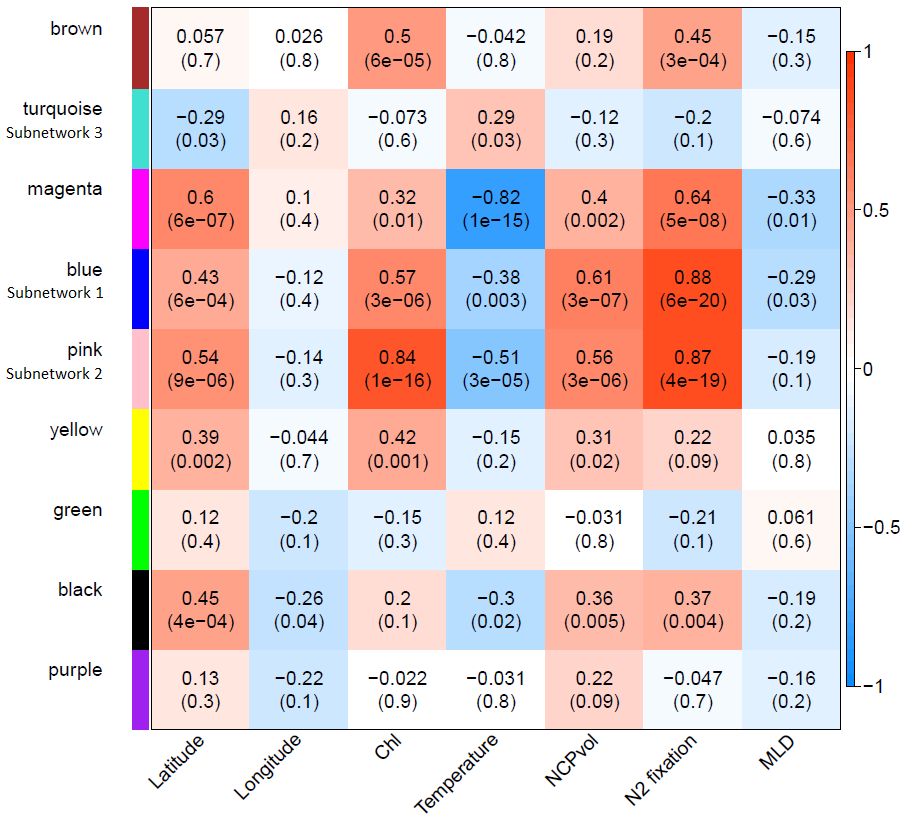 brown
0.057 0.026 0.5 −0.042 0.19 0.45 −0.15
(0.7) (0.8) (6e−05) (0.8) (0.2) (3e−04) (0.3)
turquoise
Subnetwork 3
−0.29 0.16 −0.073 0.29 −0.12 −0.2 −0.074
(0.03) (0.2) (0.6) (0.03) (0.3) (0.1) (0.6)
magenta
0.6 0.1 0.32 −0.82 0.4 0.64 −0.33
(6e−07) (0.4) (0.01) (1e−15) (0.002) (5e−08) (0.01)
blue
Subnetwork 1
0.43 −0.12 0.57 −0.38 0.61 0.88 −0.29
(6e−04) (0.4) (3e−06) (0.003) (3e−07) (6e−20) (0.03)
pink
Subnetwork 2
0.54 −0.14 0.84 −0.51 0.56 0.87 −0.19
(9e−06) (0.3) (1e−16) (3e−05) (3e−06) (4e−19) (0.1)
yellow
0.39 −0.044 0.42 −0.15 0.31 0.22 0.035
(0.002) (0.7) (0.001) (0.2) (0.02) (0.09) (0.8)
green
0.12 −0.2 −0.15 0.12 −0.031 −0.21 0.061
(0.4) (0.1) (0.3) (0.4) (0.8) (0.1) (0.6)
black
0.45 −0.26 0.2 −0.3 0.36 0.37 −0.19
(4e−04) (0.04) (0.1) (0.02) (0.005) (0.004) (0.2)
purple
0.13 −0.22 −0.022 −0.031 0.22 −0.047 −0.16
(0.3) (0.1) (0.9) (0.8) (0.09) (0.7) (0.2)
Latitude Longitude Chl Temperature NCPvol N2 fixation MLD
1
0.5
0
−0.5
−1